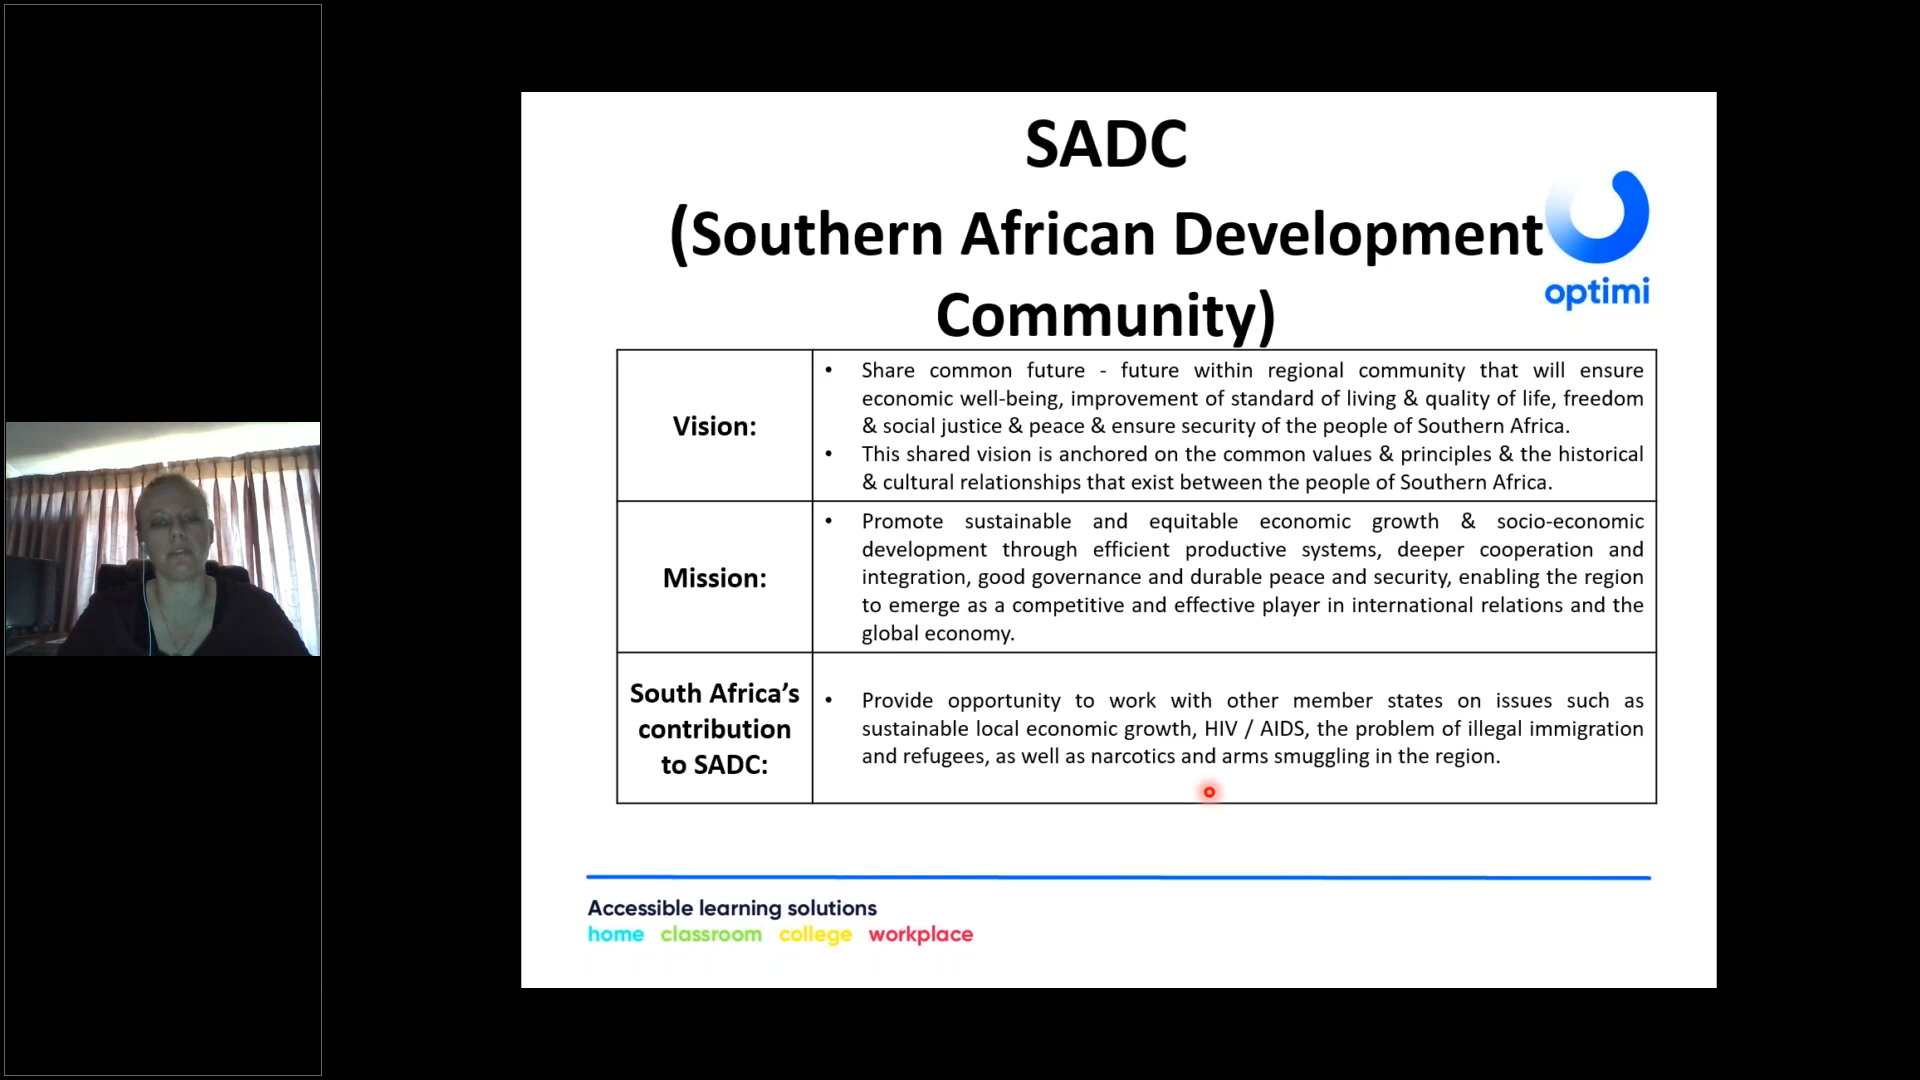 SADC
(Southern African Development
Community)
optimi
Vision:
• Share common future - future within regional community that will ensure
economic well-being, improvement of standard of living & quality of life, freedom
& social justice & peace & ensure security of the people of Southern Africa.
• This shared vision is anchored on the common values & principles & the historical
& cultural relationships that exist between the people of Southern Africa.
Mission:
• Promote sustainable and equitable economic growth & socio-economic
development through efficient productive systems, deeper cooperation and
integration, good governance and durable peace and security, enabling the region
to emerge as a competitive and effective player in international relations and the
global economy.
South Africa’s
contribution
to SADC:
• Provide opportunity to work with other member states on issues such as
sustainable local economic growth, HIV / AIDS, the problem of illegal immigration
and refugees, as well as narcotics and arms smuggling in the region.
Accessible learning solutions
home classroom college workplace